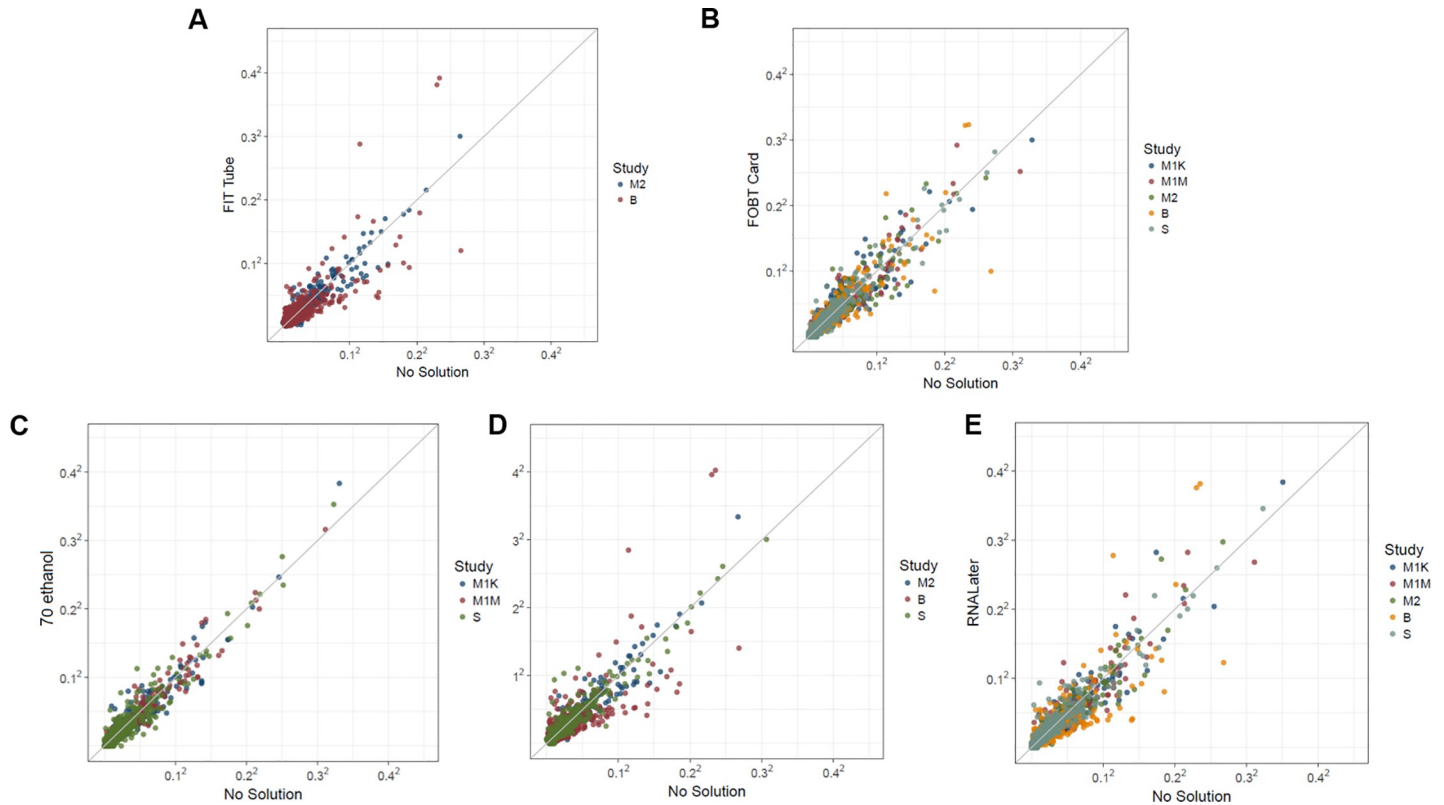 A
0.4²
0.3²
0.2²
0.1²
FIT Tube
0.1² 0.2² 0.3² 0.4²
No Solution
Study
M2
B
B
0.4²
0.3²
0.2²
0.1²
FOBT Card
0.1² 0.2² 0.3² 0.4²
No Solution
Study
M1K
M1M
M2
B
S
C
0.4²
0.3²
0.2²
0.1²
70 ethanol
0.1² 0.2² 0.3² 0.4²
No Solution
Study
M1K
M1M
S
D
4²
3²
2²
1²
0.1² 0.2² 0.3² 0.4²
No Solution
Study
M2
B
S
E
0.4²
0.3²
0.2²
0.1²
RNALater
0.1² 0.2² 0.3² 0.4²
No Solution
Study
M1K
M1M
M2
B
S